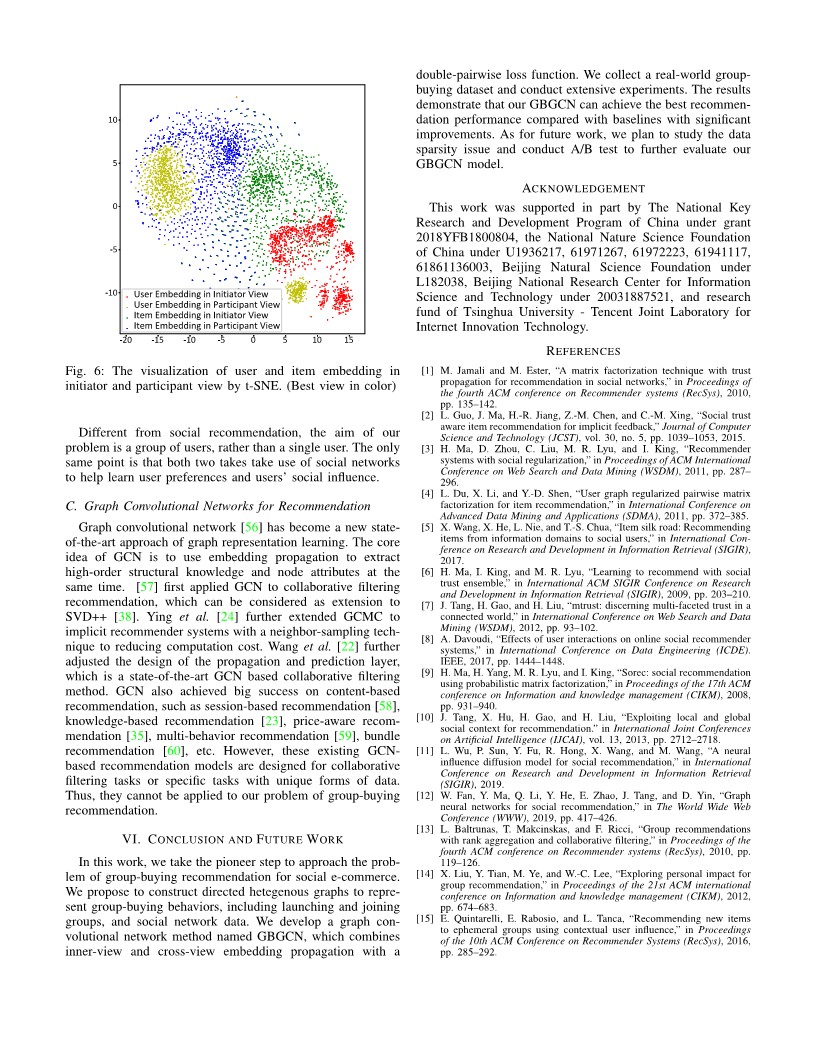 10
5
0
-5
-10
-20
-15
-10
-5
0
5
10
15
User Embedding in Initiator View
User Embedding in Participant View
Item Embedding in Initiator View
Item Embedding in Participant View
Fig. 6: The visualization of user and item embedding in
initiator and participant view by t-SNE. (Best view in color)
Different from social recommendation, the aim of our
problem is a group of users, rather than a single user. The only
same point is that both two takes take use of social networks
to help learn user preferences and users' social influence.
C. Graph Convolutional Networks for Recommendation
Graph convolutional network [56] has become a new state-
of-the-art approach of graph representation learning. The core
idea of GCN is to use embedding propagation to extract
high-order structural knowledge and node attributes at the
same time. [57] first applied GCN to collaborative filtering
recommendation, which can be considered as extension to
SVD++ [38]. Ying et al. [24] further extended GCMC to
implicit recommender systems with a neighbor-sampling tech-
nique to reducing computation cost. Wang et al. [22] further
adjusted the design of the propagation and prediction layer,
which is a state-of-the-art GCN based collaborative filtering
method. GCN also achieved big success on content-based
recommendation, such as session-based recommendation [58],
knowledge-based recommendation [23], price-aware recom-
mendation [35], multi-behavior recommendation [59], bundle
recommendation [60], etc. However, these existing GCN-
based recommendation models are designed for collaborative
filtering tasks or specific tasks with unique forms of data.
Thus, they cannot be applied to our problem of group-buying
recommendation.
VI. CONCLUSION AND FUTURE WORK
In this work, we take the pioneer step to approach the prob-
lem of group-buying recommendation for social e-commerce.
We propose to construct directed hetegenous graphs to repre-
sent group-buying behaviors, including launching and joining
groups, and social network data. We develop a graph con-
volutional network method named GBGCN, which combines
inner-view and cross-view embedding propagation with a
double-pairwise loss function. We collect a real-world group-
buying dataset and conduct extensive experiments. The results
demonstrate that our GBGCN can achieve the best recommen-
dation performance compared with baselines with significant
improvements. As for future work, we plan to study the data
sparsity issue and conduct A/B test to further evaluate our
GBGCN model.
ACKNOWLEDGEMENT
This work was supported in part by The National Key
Research and Development Program of China under grant
2018YFB1800804, the National Nature Science Foundation
of China under U1936217, 61971267, 61972223, 61941117,
61861136003, Beijing Natural Science Foundation under
L182038, Beijing National Research Center for Information
Science and Technology under 20031887521, and research
fund of Tsinghua University - Tencent Joint Laboratory for
Internet Innovation Technology.
REFERENCES
[1] M. Jamali and M. Ester, “A matrix factorization technique with trust
propagation for recommendation in social networks,” in Proceedings of
the fourth ACM conference on Recommender systems (RecSys), 2010,
pp. 135–142.
[2] L. Guo, J. Ma, H.-R. Jiang, Z.-M. Chen, and C.-M. Xing, “Social trust
aware item recommendation for implicit feedback,” Journal of Computer
Science and Technology (JCST), vol. 30, no. 5, pp. 1039–1053, 2015.
[3] H. Ma, D. Zhou, C. Liu, M. R. Lyu, and I. King, “Recommender
systems with social regularization,” in Proceedings of ACM International
Conference on Web Search and Data Mining (WSDM), 2011, pp. 287–
296.
[4] L. Du, X. Li, and Y.-D. Shen, “User graph regularized pairwise matrix
factorization for item recommendation,” in International Conference on
Advanced Data Mining and Applications (SDMA), 2011, pp. 372–385.
[5] X. Wang, X. He, L. Nie, and T.-S. Chua, “Item silk road: Recommending
items from information domains to social users,” in International Con-
ference on Research and Development in Information Retrieval (SIGIR),
2017.
[6] H. Ma, I. King, and M. R. Lyu, “Learning to recommend with social
trust ensemble,” in International ACM SIGIR Conference on Research
and Development in Information Retrieval (SIGIR), 2009, pp. 203–210.
[7] J. Tang, H. Gao, and H. Liu, “mtrust: discerning multi-faceted trust in a
connected world,” in International Conference on Web Search and Data
Mining (WSDM), 2012, pp. 93–102.
[8] A. Davoudi, “Effects of user interactions on online social recommender
systems,” in International Conference on Data Engineering (ICDE).
IEEE, 2017, pp. 1444–1448.
[9] H. Ma, H. Yang, M. R. Lyu, and I. King, “Sorec: social recommendation
using probabilistic matrix factorization,” in Proceedings of the 17th ACM
conference on Information and knowledge management (CIKM), 2008,
pp. 931–940.
[10] J. Tang, X. Hu, H. Gao, and H. Liu, “Exploiting local and global
social context for recommendation.” in International Joint Conferences
on Artificial Intelligence (IJCAI), vol. 13, 2013, pp. 2712–2718.
[11] L. Wu, P. Sun, Y. Fu, R. Hong, X. Wang, and M. Wang, “A neural
influence diffusion model for social recommendation,” in International
Conference on Research and Development in Information Retrieval
(SIGIR), 2019.
[12] W. Fan, Y. Ma, Q. Li, Y. He, E. Zhao, J. Tang, and D. Yin, “Graph
neural networks for social recommendation,” in The World Wide Web
Conference (WWW), 2019, pp. 417–426.
[13] L. Baltrunas, T. Makcinskas, and F. Ricci, “Group recommendations
with rank aggregation and collaborative filtering,” in Proceedings of the
fourth ACM conference on Recommender systems (RecSys), 2010, pp.
119–126.
[14] X. Liu, Y. Tian, M. Ye, and W.-C. Lee, “Exploring personal impact for
group recommendation,” in Proceedings of the 21st ACM international
conference on Information and knowledge management (CIKM), 2012,
pp. 674–683.
[15] E. Quintarelli, E. Rabosio, and L. Tanca, “Recommending new items
to ephemeral groups using contextual user influence,” in Proceedings
of the 10th ACM Conference on Recommender Systems (RecSys), 2016,
pp. 285–292.